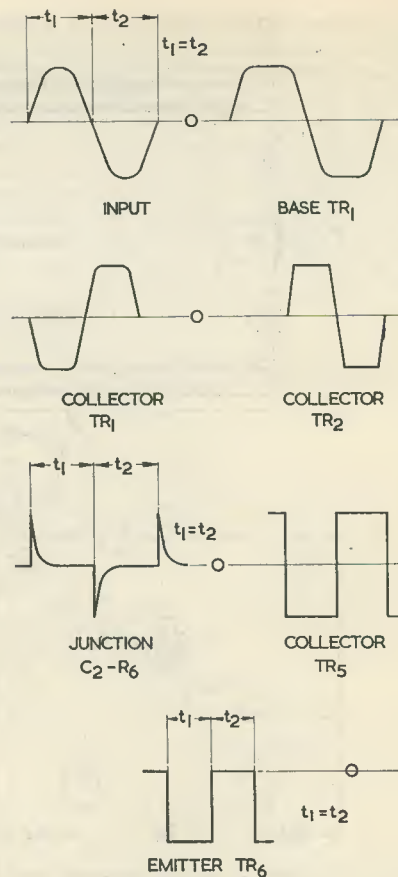 t1 t2
t1=t2
O
INPUT
BASE TR1
O
COLLECTOR
TR1
COLLECTOR
TR2
t1 t2
t1=t2
O
JUNCTION
C2-R6
COLLECTOR
TR5
t1 t2
O
t1=t2
EMITTER TR6